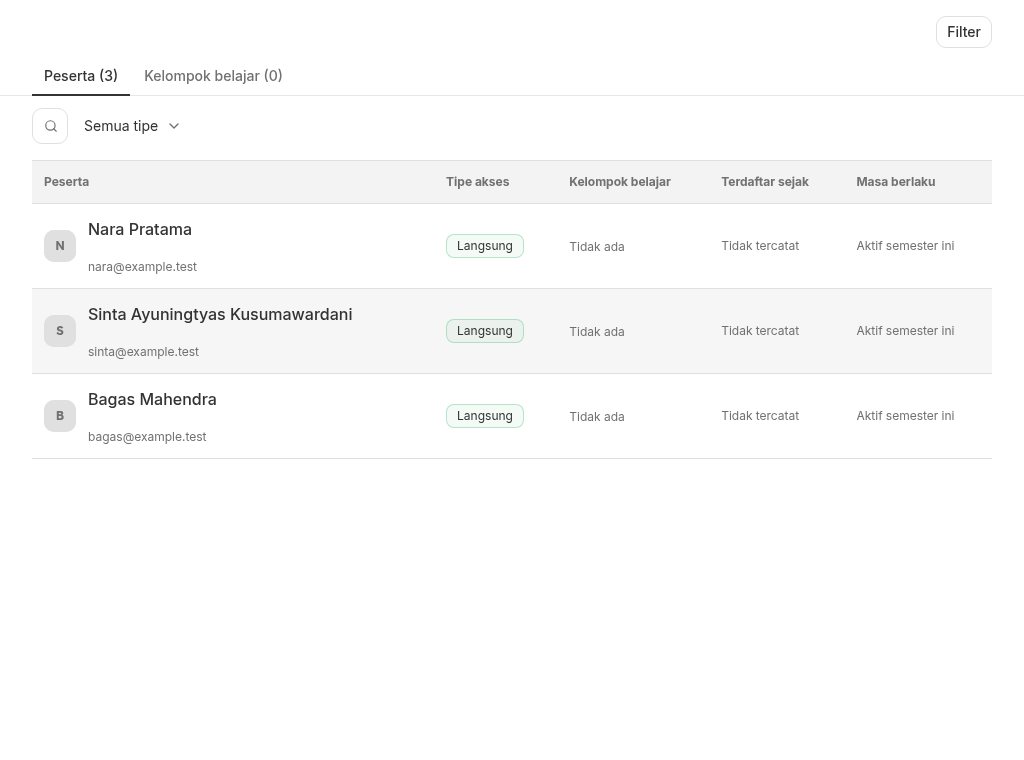 Filter
Peserta (3) Kelompok belajar (0)
Semua tipe
Peserta Tipe akses Kelompok belajar Terdaftar sejak Masa berlaku
N Nara Pratama Langsung Tidak ada Tidak tercatat Aktif semester ini
nara@example.test
S Sinta Ayuningtyas Kusumawardani Langsung Tidak ada Tidak tercatat Aktif semester ini
sinta@example.test
B Bagas Mahendra Langsung Tidak ada Tidak tercatat Aktif semester ini
bagas@example.test